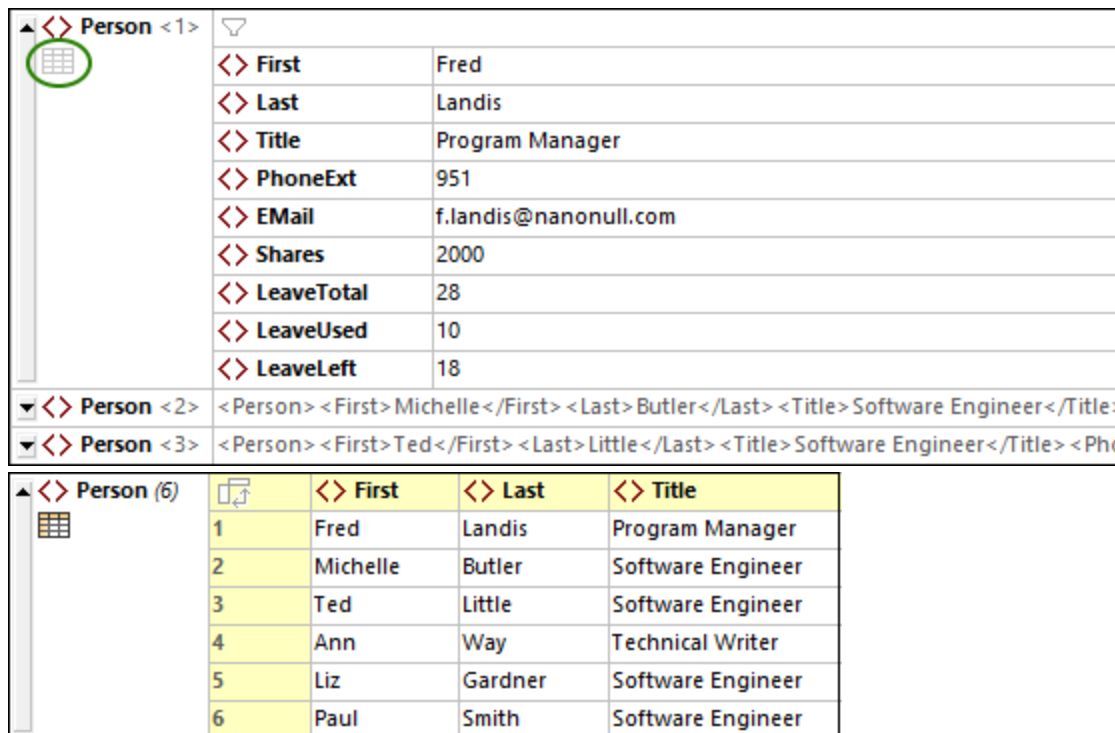 <> Person <1>
<> First Fred
<> Last Landis
<> Title Program Manager
<> PhoneExt 951
<> EMail f.landis@nanonull.com
<> Shares 2000
<> LeaveTotal 28
<> LeaveUsed 10
<> LeaveLeft 18
<> Person <2> <Person><First>Michelle</First><Last>Butler</Last><Title>Software Engineer</Title>
<> Person <3> <Person><First>Ted</First><Last>Little</Last><Title>Software Engineer</Title><Pho
<> Person (6) <> First <> Last <> Title
1 Fred Landis Program Manager
2 Michelle Butler Software Engineer
3 Ted Little Software Engineer
4 Ann Way Technical Writer
5 Liz Gardner Software Engineer
6 Paul Smith Software Engineer